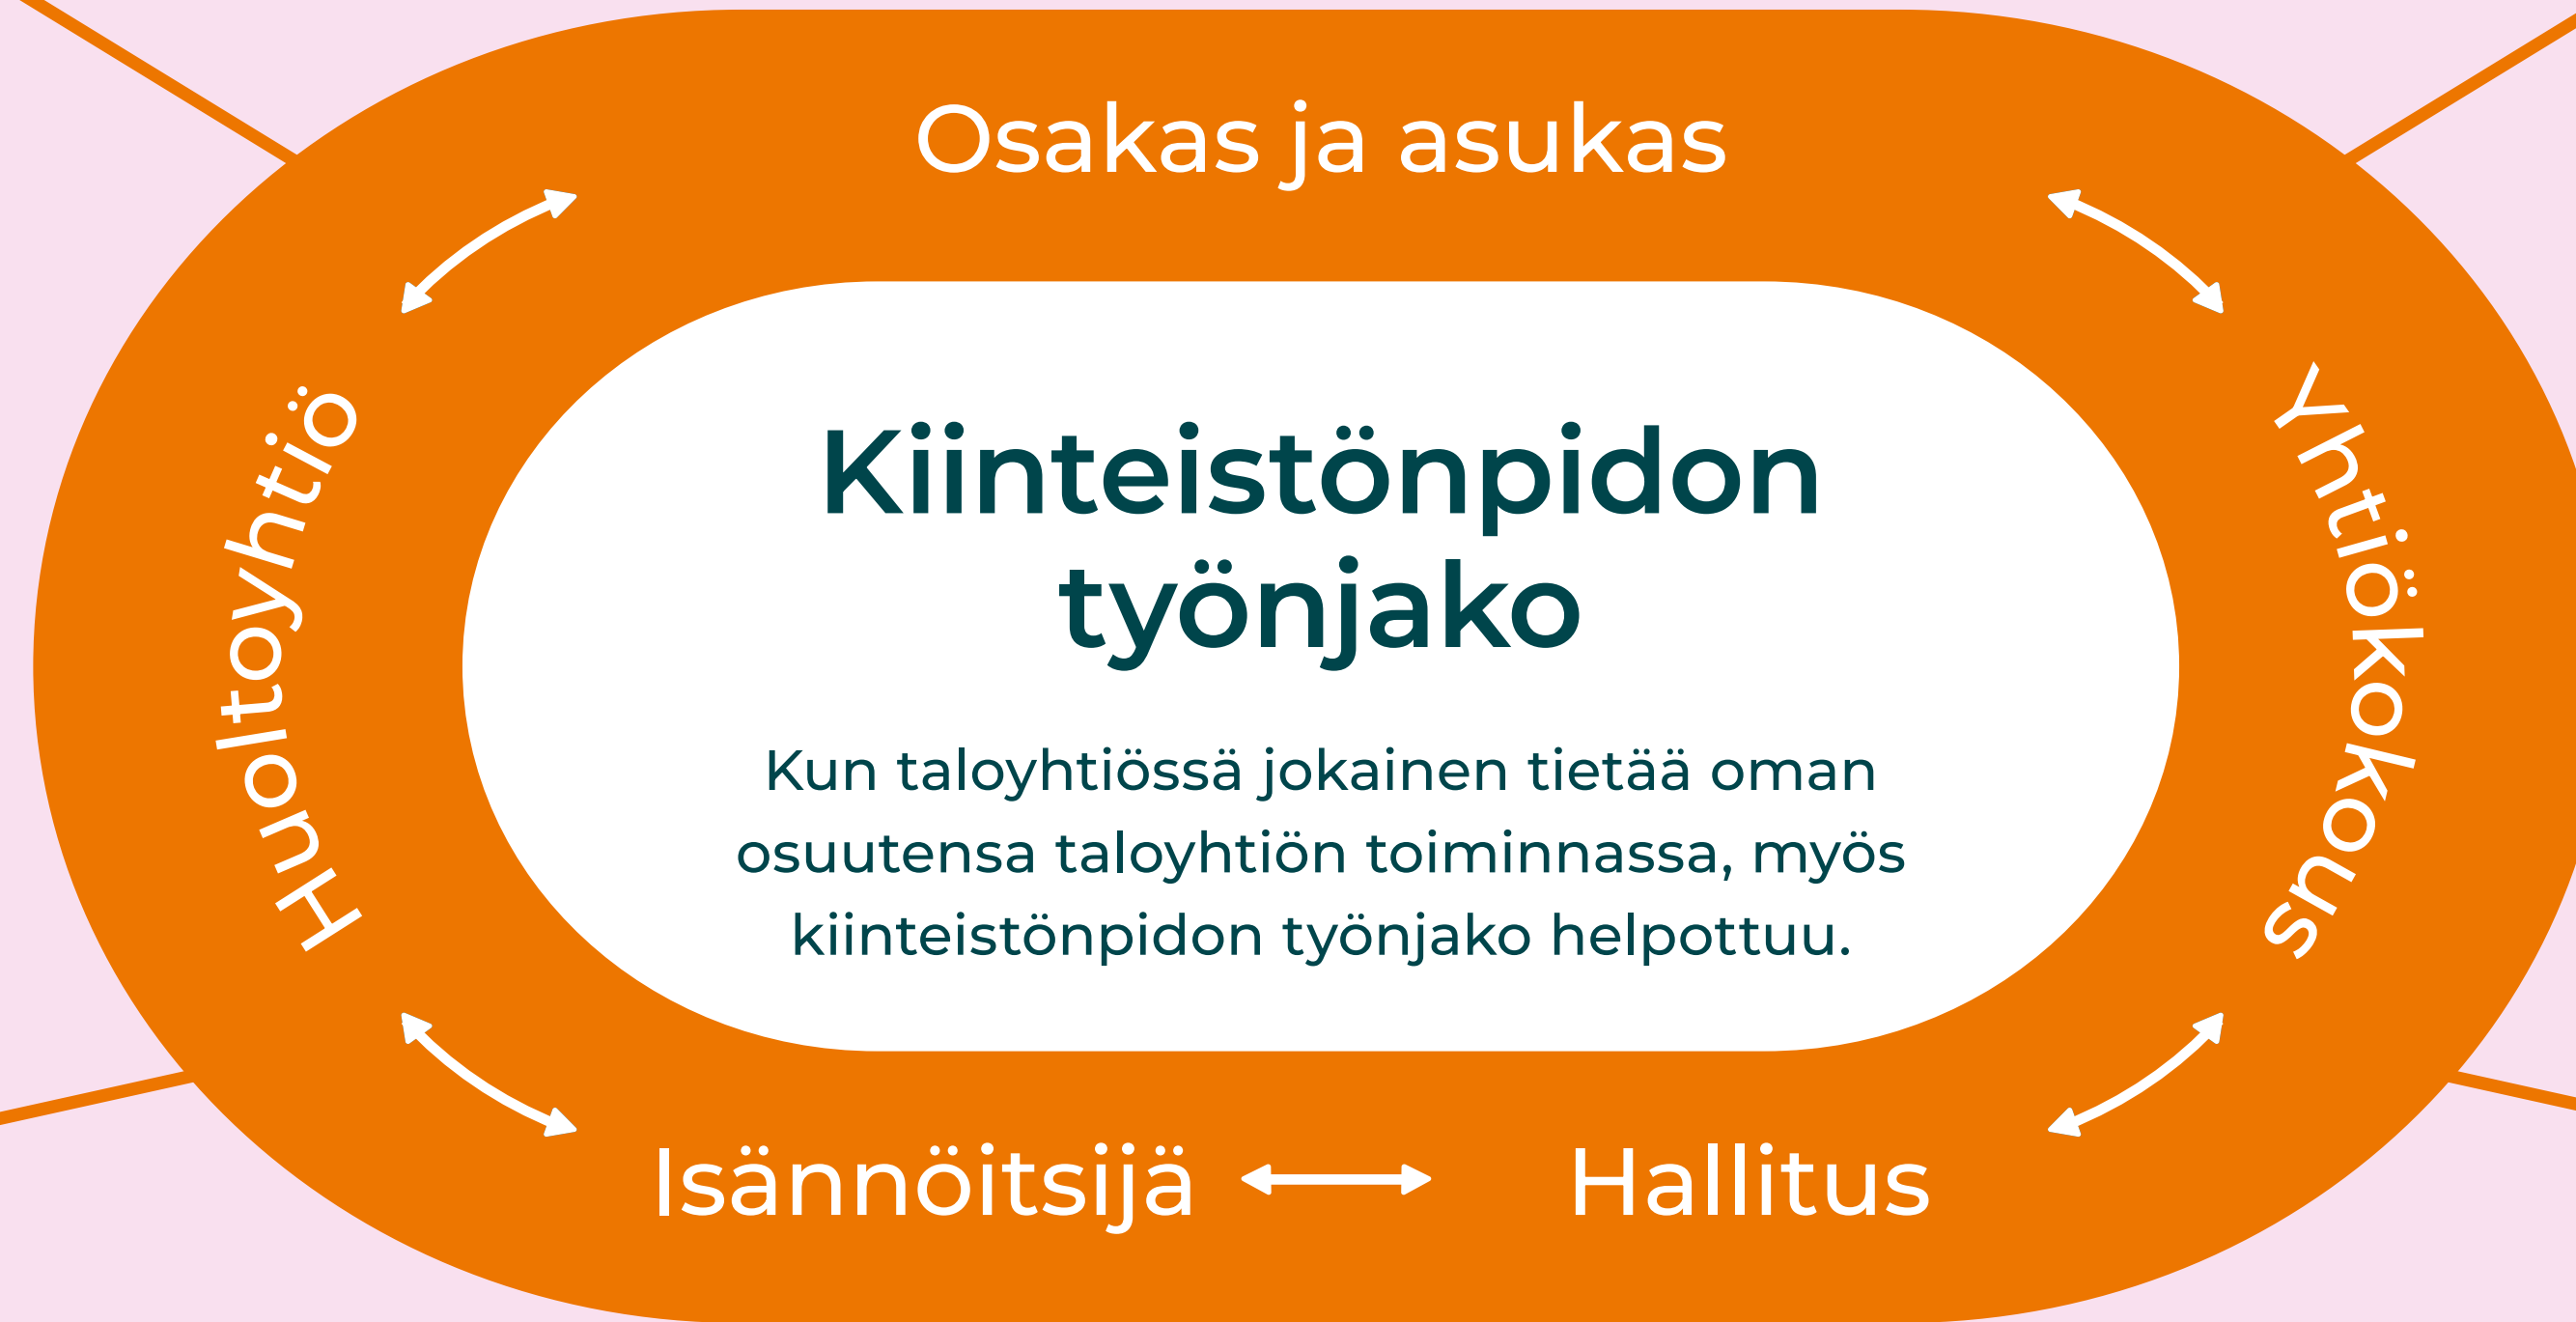 Osakas ja asukas
Huoltoyhtiö
Kiinteistönpidon
työnjako
Kun taloyhtiössä jokainen tietää oman
osuutensa taloyhtiön toiminnassa, myös
kiinteistönpidon työnjako helpottuu.
Yhtiökokous
Isännöitsijä
Hallitus